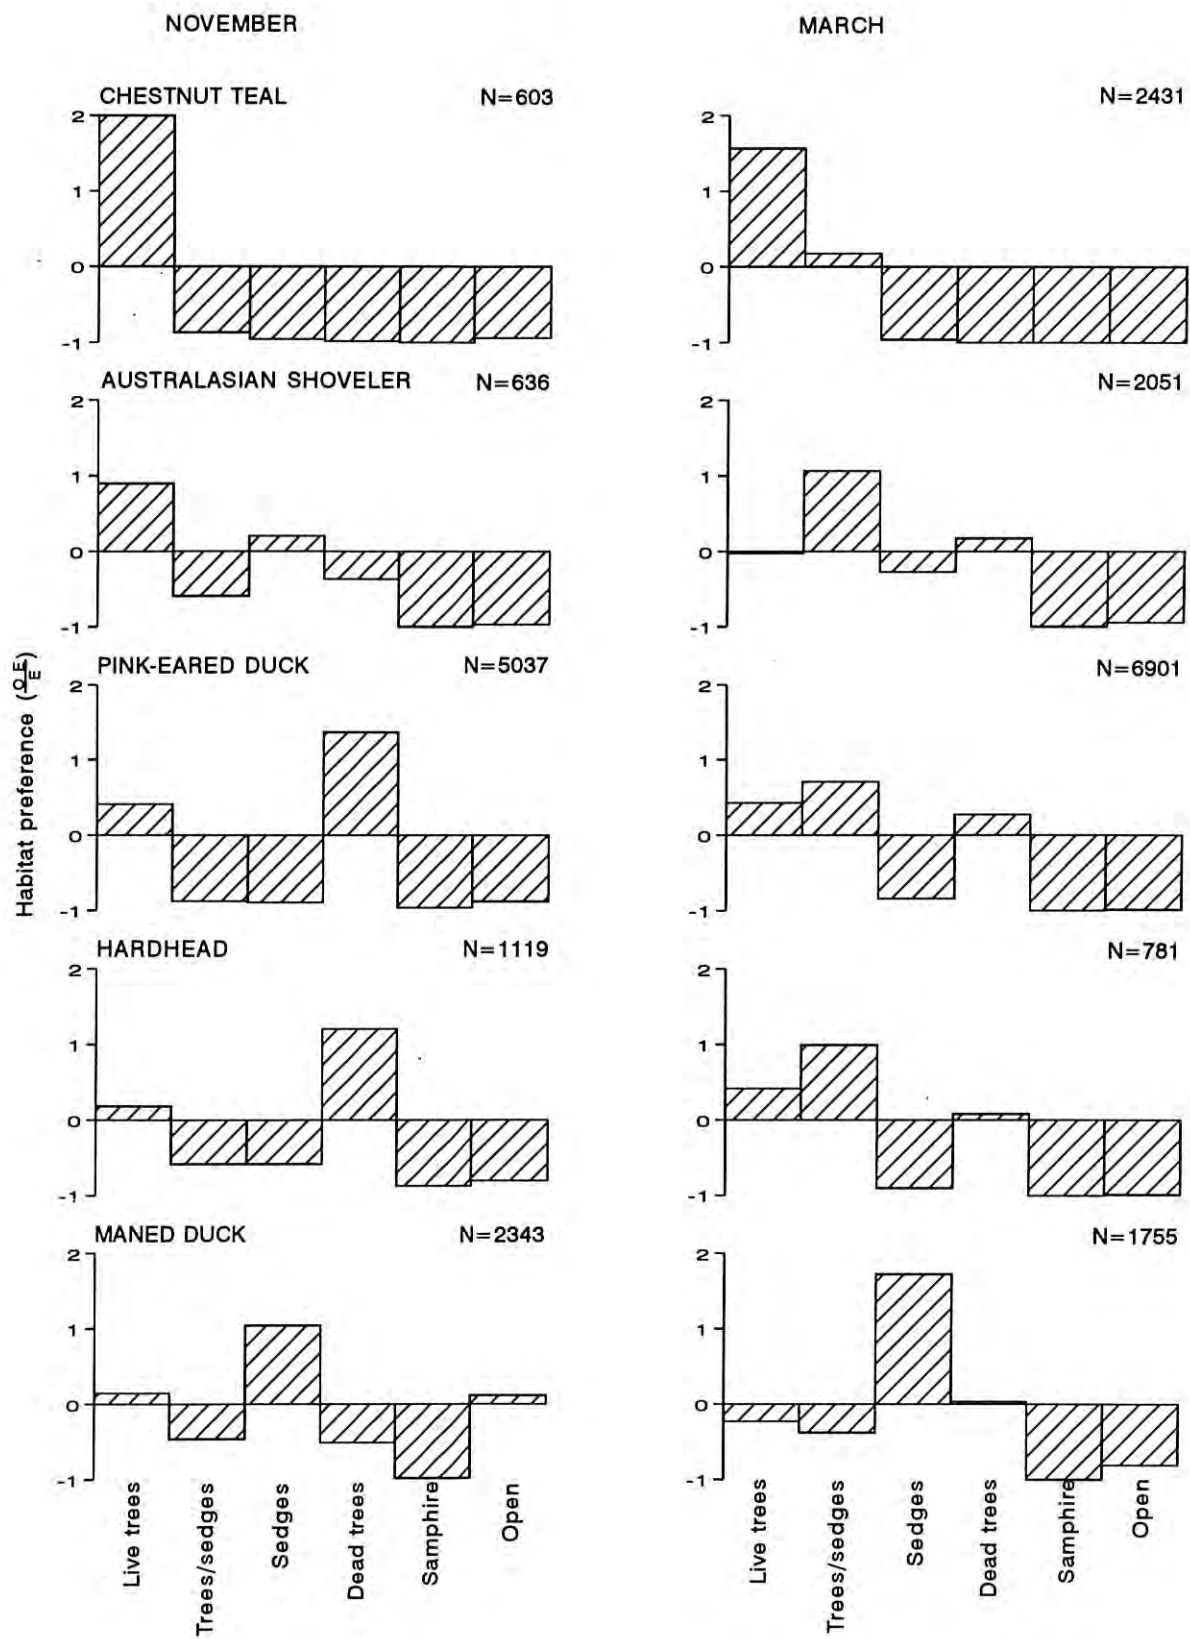 NOVEMBER
MARCH
CHESTNUT TEAL N=603
N=2431
2
1
0
-1
2
1
0
-1
AUSTRALASIAN SHOVELER N=636
N=2051
2
1
0
-1
2
1
0
-1
PINK-EARED DUCK N=5037
N=6901
2
1
0
-1
2
1
0
-1
Habitat preference (O-E/E)
HARDHEAD N=1119
N=781
2
1
0
-1
2
1
0
-1
MANED DUCK N=2343
N=1755
2
1
0
-1
2
1
0
-1
Live trees
Trees/sedges
Sedges
Dead trees
Samphire
Open
Live trees
Trees/sedges
Sedges
Dead trees
Samphire
Open